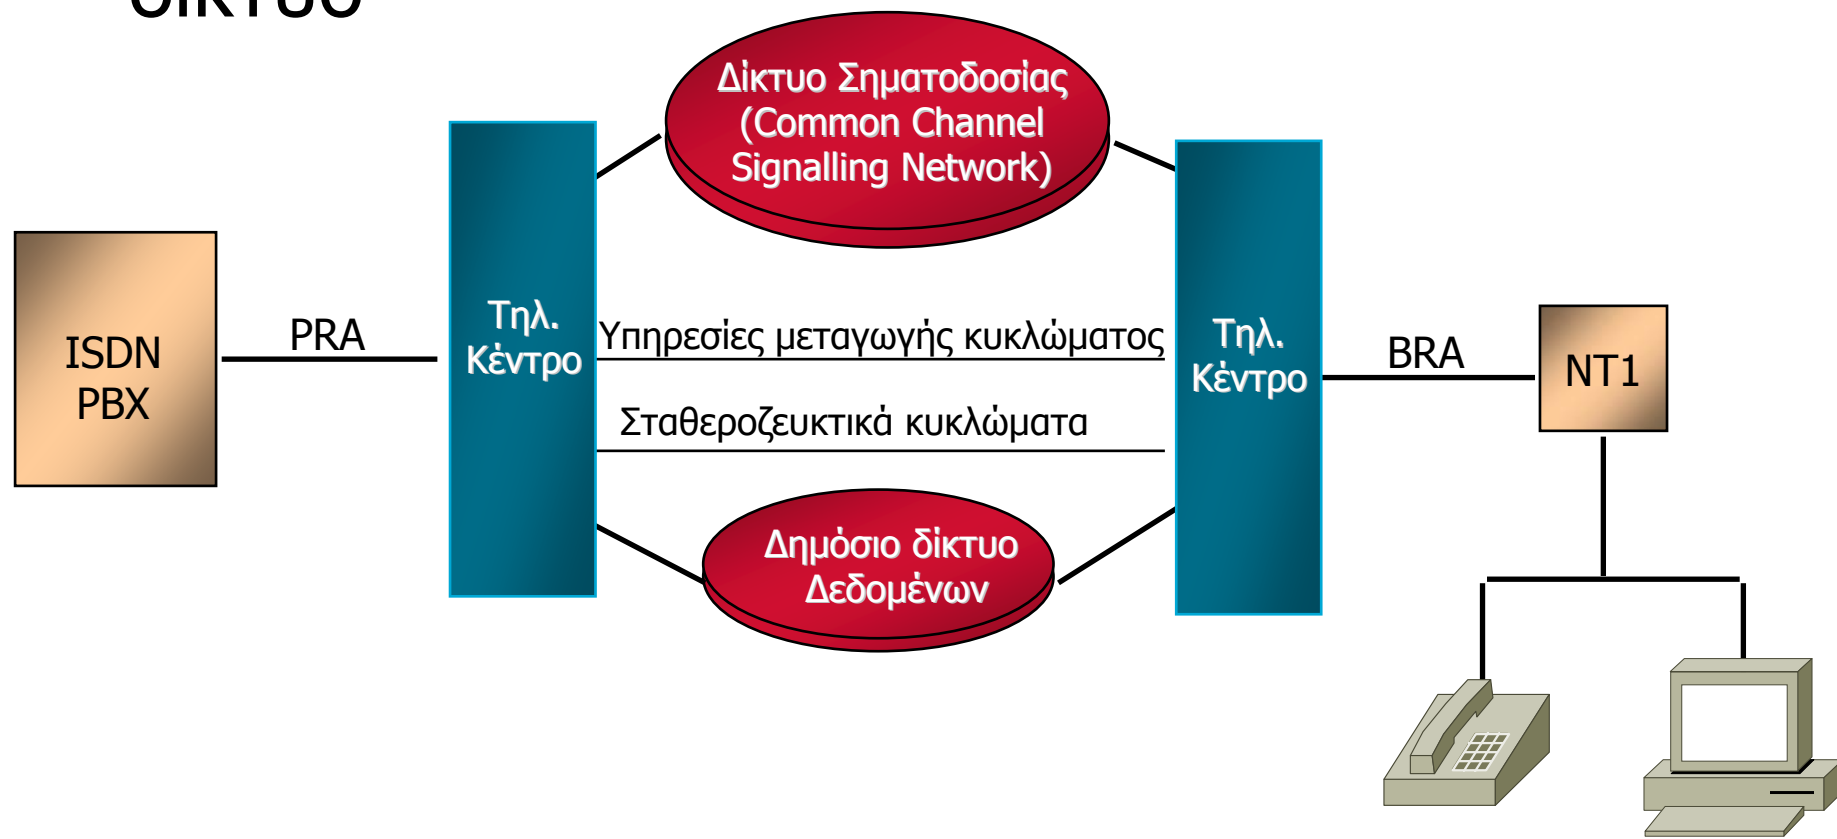 δίκτυο
Δίκτυο Σηματοδοσίας
(Common Channel
Signalling Network)
ISDN
PBX
PRA
Τηλ.
Κέντρο
Υπηρεσίες μεταγωγής κυκλώματος
Σταθεροζευκτικά κυκλώματα
Δημόσιο δίκτυο
Δεδομένων
Τηλ.
Κέντρο
BRA
NT1